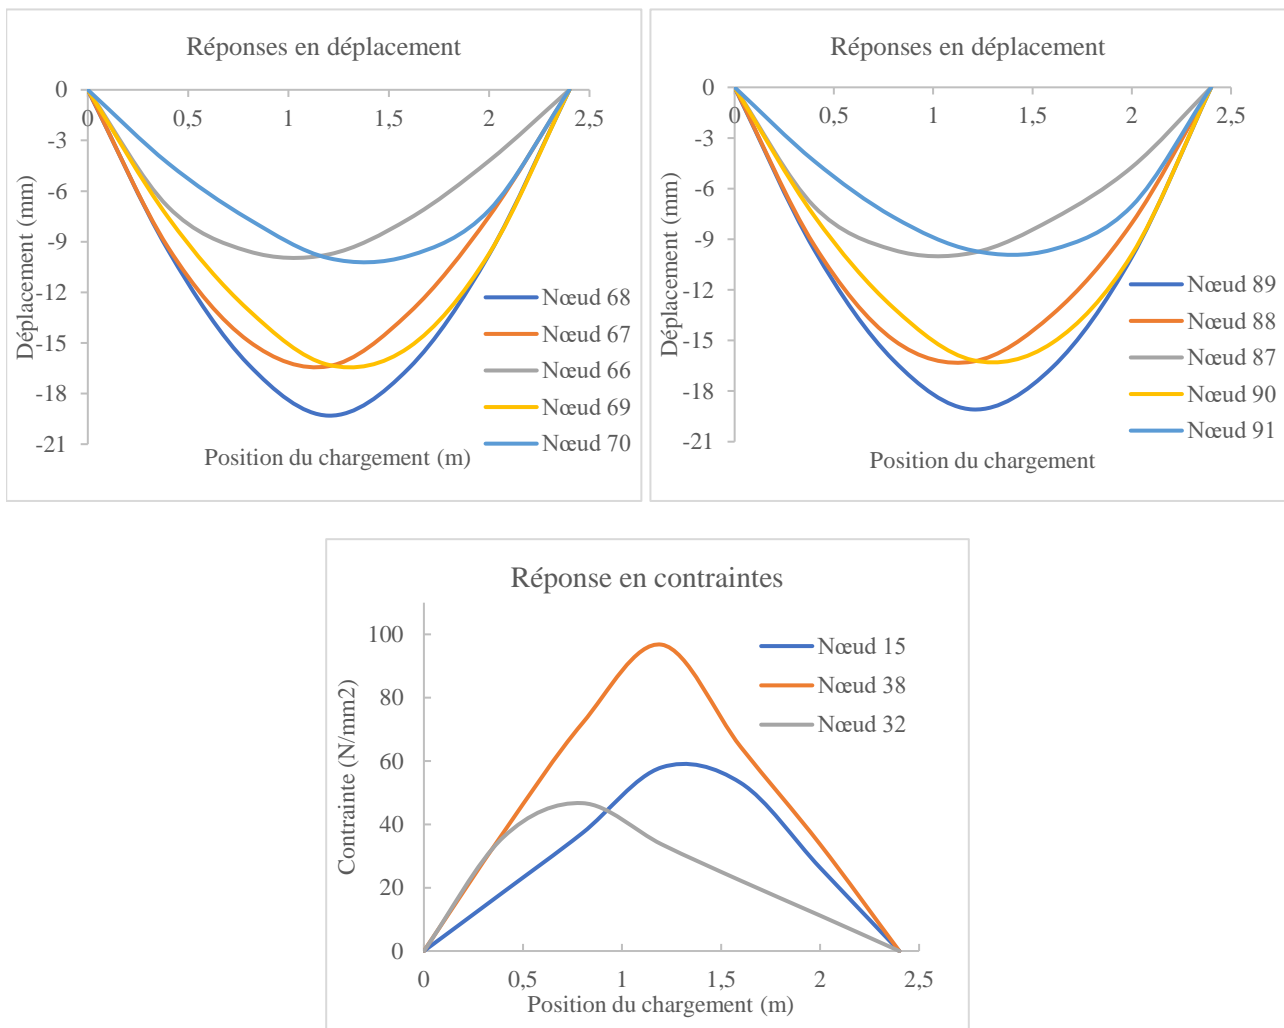 Réponses en déplacement
0
-3
-6
-9
-12
-15
-18
-21
0
0,5
1
1,5
2
2,5
Déplacement (mm)
Position du chargement (m)
Nœud 68
Nœud 67
Nœud 66
Nœud 69
Nœud 70
Réponses en déplacement
0
-3
-6
-9
-12
-15
-18
-21
0
0,5
1
1,5
2
2,5
Déplacement (mm)
Position du chargement
Nœud 89
Nœud 88
Nœud 87
Nœud 90
Nœud 91
Réponse en contraintes
100
80
60
40
20
0
0
0,5
1
1,5
2
2,5
Contrainte (N/mm2)
Position du chargement (m)
Nœud 15
Nœud 38
Nœud 32